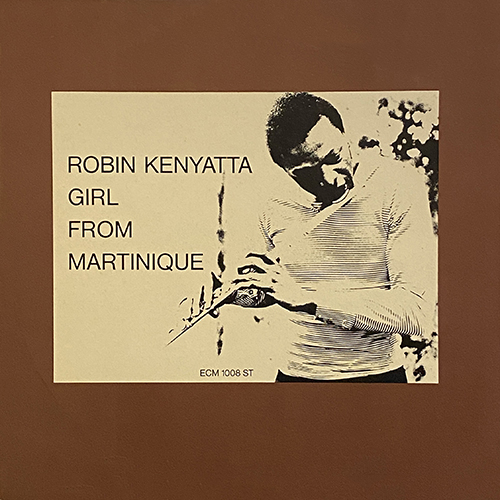 ROBIN KENYATTA
GIRL
FROM
MARTINIQUE
ECM 1008 ST